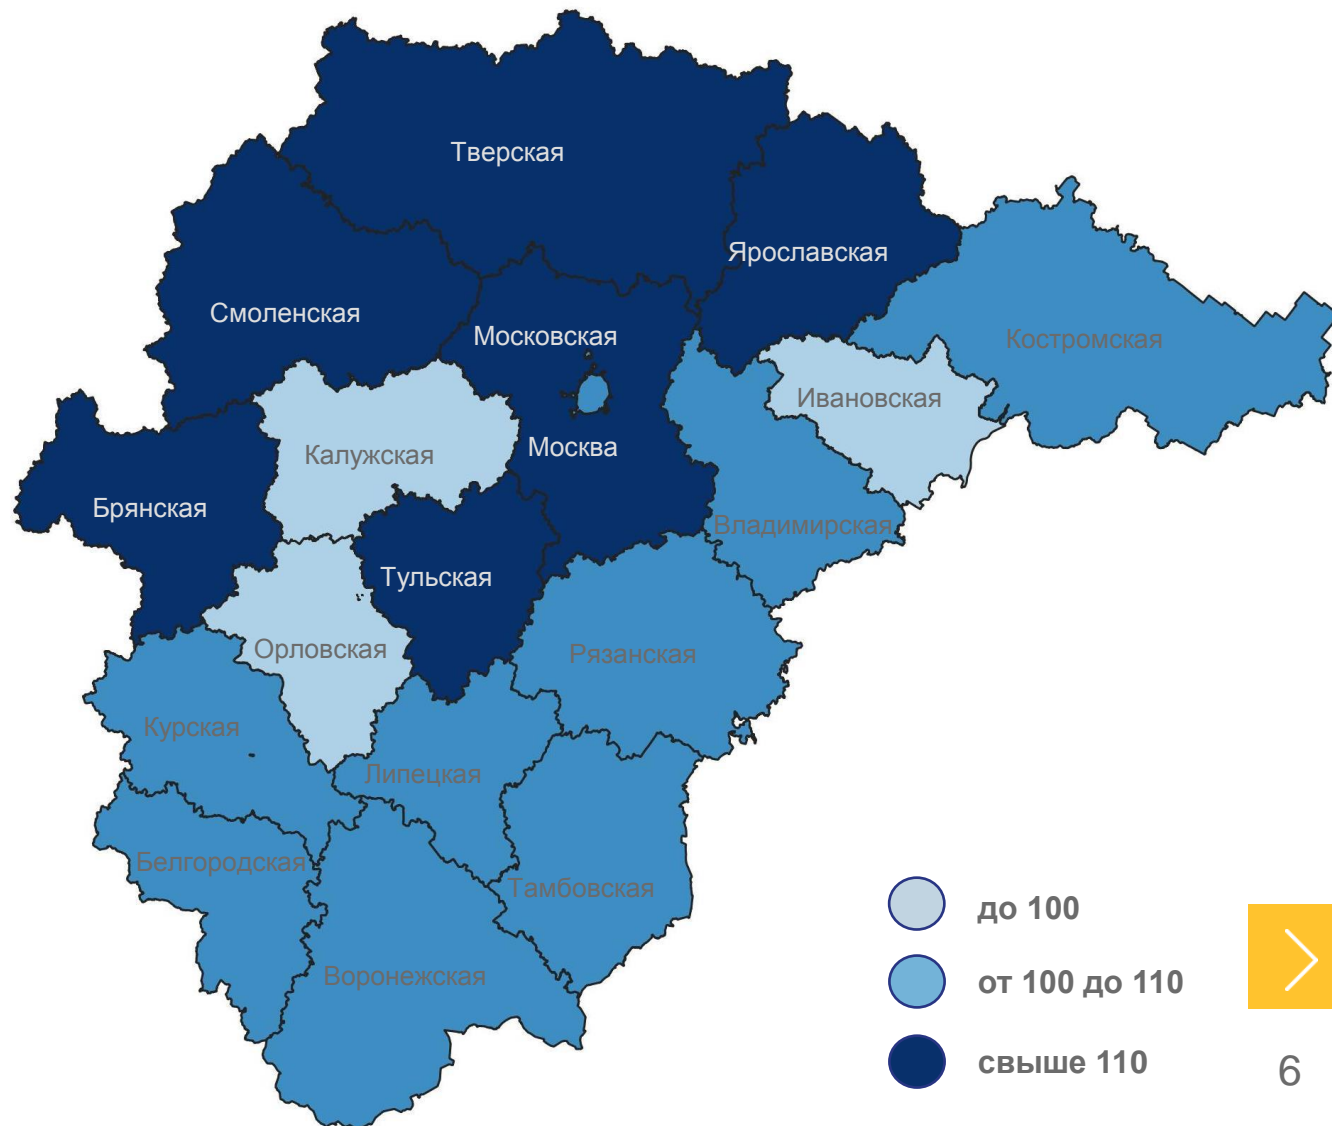 Тверская
Ярославская
Смоленская
Московская
Костромская
Ивановская
Калужская
Москва
Брянская
Владимирская
Тульская
Орловская
Рязанская
Курская
Липецкая
Белгородская
Тамбовская
Воронежская
до 100
от 100 до 110
свыше 110
6